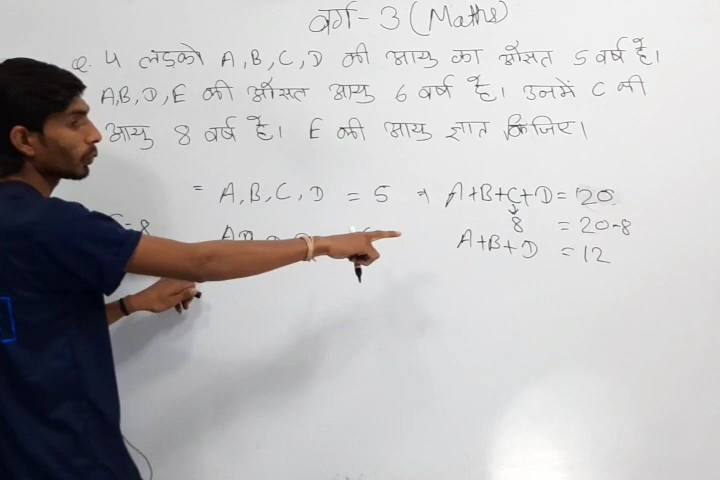 वर्ग-3 (Maths)
Q. 4 लड़को A, B, C, D की आयु का औसत 5 वर्ष है।
A,B, D, E की औसत आयु 6 वर्ष है। उनमें C की
आयु 8 वर्ष है। E की आयु ज्ञात किजिए।
= A, B, C, D = 5 ⇒ A+B+C+D = 20
↓
8 = 20-8
A+B+D = 12